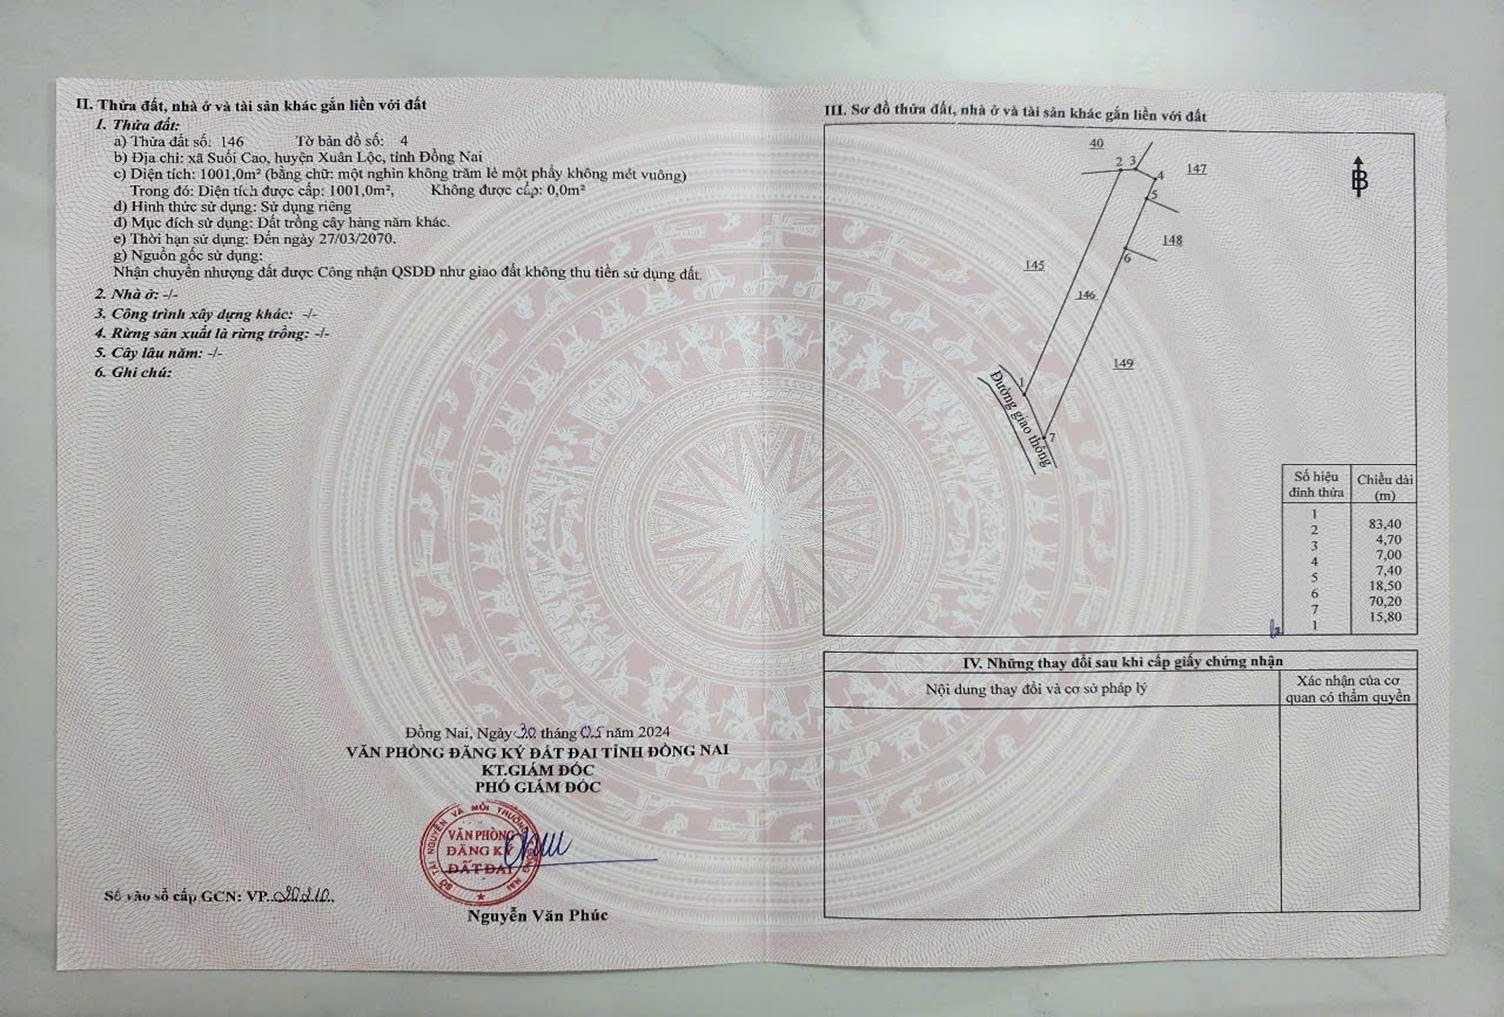 II. Thửa đất, nhà ở và tài sản khác gắn liền với đất
1. Thửa đất:
a) Thửa đất số: 146 Tờ bản đồ số: 4
b) Địa chỉ: xã Suối Cao, huyện Xuân Lộc, tỉnh Đồng Nai
c) Diện tích: 1001,0m² (bằng chữ: một nghìn không trăm lẻ một phẩy không mét vuông)
Trong đó: Diện tích được cấp: 1001,0m², Không được cấp: 0,0m²
d) Hình thức sử dụng: Sử dụng riêng
đ) Mục đích sử dụng: Đất trồng cây hàng năm khác.
e) Thời hạn sử dụng: Đến ngày 27/03/2070.
g) Nguồn gốc sử dụng:
Nhận chuyển nhượng đất được Công nhận QSDĐ như giao đất không thu tiền sử dụng đất.
2. Nhà ở: -/-
3. Công trình xây dựng khác: -/-
4. Rừng sản xuất là rừng trồng: -/-
5. Cây lâu năm: -/-
6. Ghi chú:
Đồng Nai, Ngày 30 tháng 05 năm 2024
VĂN PHÒNG ĐĂNG KÝ ĐẤT ĐAI TỈNH ĐỒNG NAI
KT.GIÁM ĐỐC
PHÓ GIÁM ĐỐC
SỞ TÀI NGUYÊN VÀ MÔI TRƯỜNG ĐỒNG NAI
VĂN PHÒNG
ĐĂNG KÝ
ĐẤT ĐAI
Số vào sổ cấp GCN: VP..20210..
Nguyễn Văn Phúc
III. Sơ đồ thửa đất, nhà ở và tài sản khác gắn liền với đất
40
2 3
4
147
5
B
148
6
145
146
149
1
Đường giao thông
7
Số hiệu đỉnh thửa
Chiều dài (m)
1
83,40
2
4,70
3
7,00
4
7,40
5
18,50
6
70,20
7
15,80
1
IV. Những thay đổi sau khi cấp giấy chứng nhận
Nội dung thay đổi và cơ sở pháp lý
Xác nhận của cơ
quan có thẩm quyền